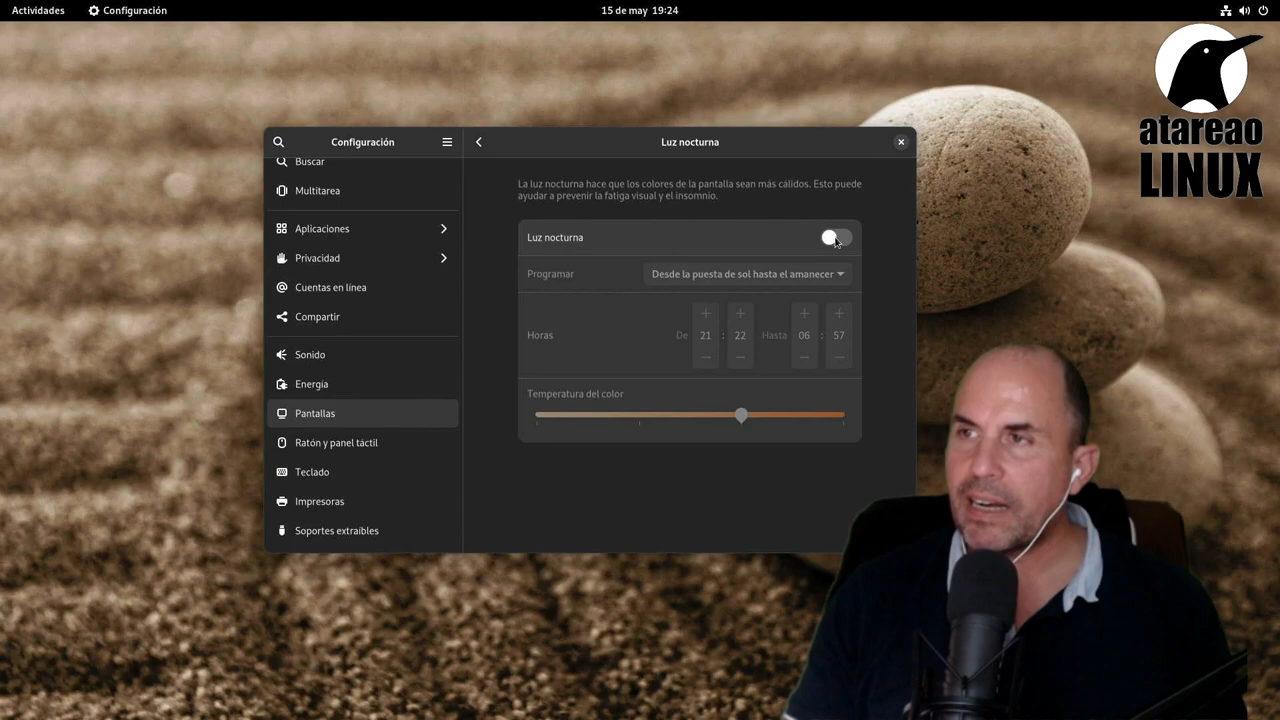 Actividades
Configuración
15 de may 19:24
atareao
LINUX
Configuración
Luz nocturna
Buscar
Multitarea
Aplicaciones
Privacidad
Cuentas en línea
Compartir
Sonido
Energía
Pantallas
Ratón y panel táctil
Teclado
Impresoras
Soportes extraíbles
La luz nocturna hace que los colores de la pantalla sean más cálidos. Esto puede
ayudar a prevenir la fatiga visual y el insomnio.
Luz nocturna
Programar
Desde la puesta de sol hasta el amanecer
Horas
De 21 : 22 Hasta 06 : 57
Temperatura del color